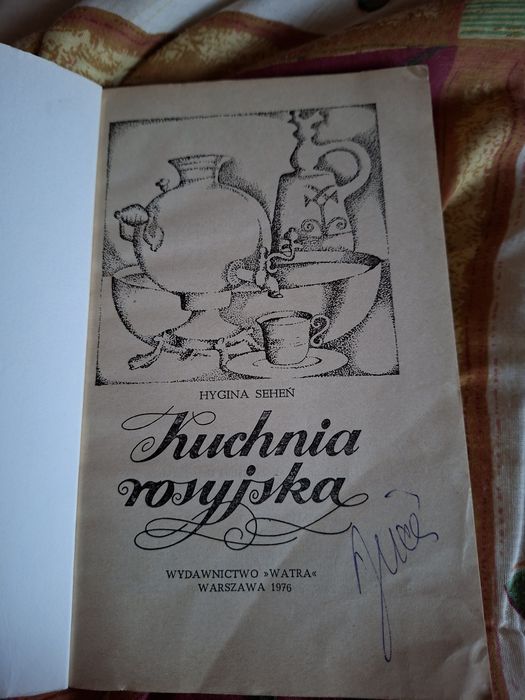 HYGINA SEHEŃ
Kuchnia
rosyjska
WYDAWNICTWO »WATRA«
WARSZAWA 1976